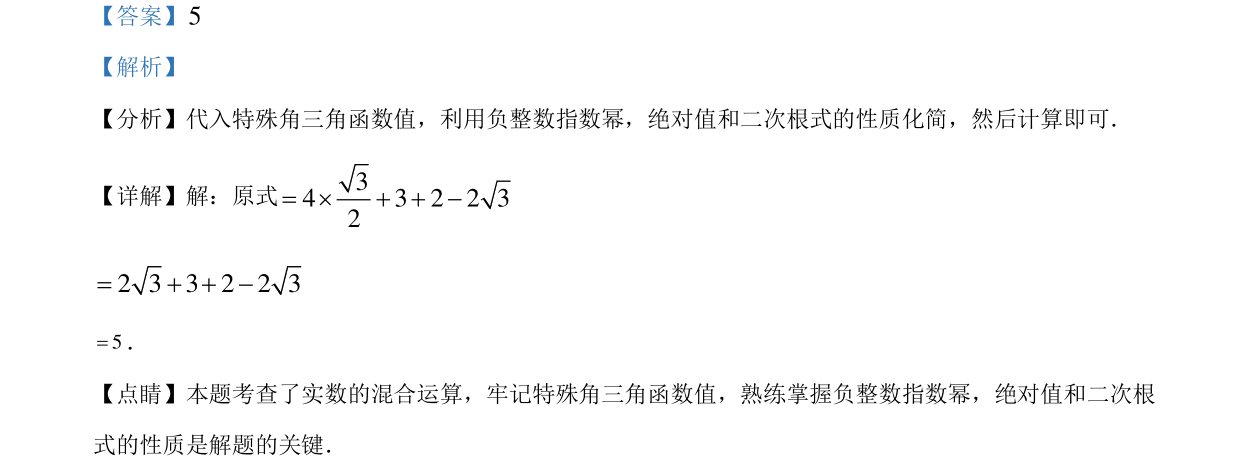 【答案】5
【解析】
【分析】代入特殊角三角函数值，利用负整数指数幂，绝对值和二次根式的性质化简，然后计算即可．
【详解】解：原式 $= 4 \times \frac{\sqrt{3}}{2} + 3 + 2 - 2\sqrt{3}$
$= 2\sqrt{3} + 3 + 2 - 2\sqrt{3}$
$= 5$．
【点睛】本题考查了实数的混合运算，牢记特殊角三角函数值，熟练掌握负整数指数幂，绝对值和二次根
式的性质是解题的关键．